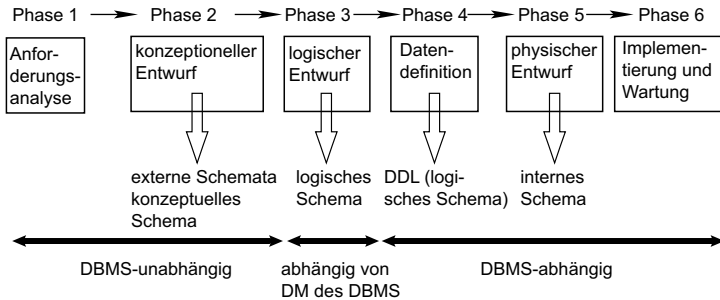 Phase 1
Phase 2
Phase 3
Phase 4
Phase 5
Phase 6
Anfor-
derungs-
analyse
konzeptioneller
Entwurf
logischer
Entwurf
Daten-
definition
physischer
Entwurf
Implemen-
tierung und
Wartung
externe Schemata
konzeptuelles
Schema
logisches
Schema
DDL (logi-
sches Schema)
internes
Schema
DBMS-unabhängig
abhängig von
DM des DBMS
DBMS-abhängig